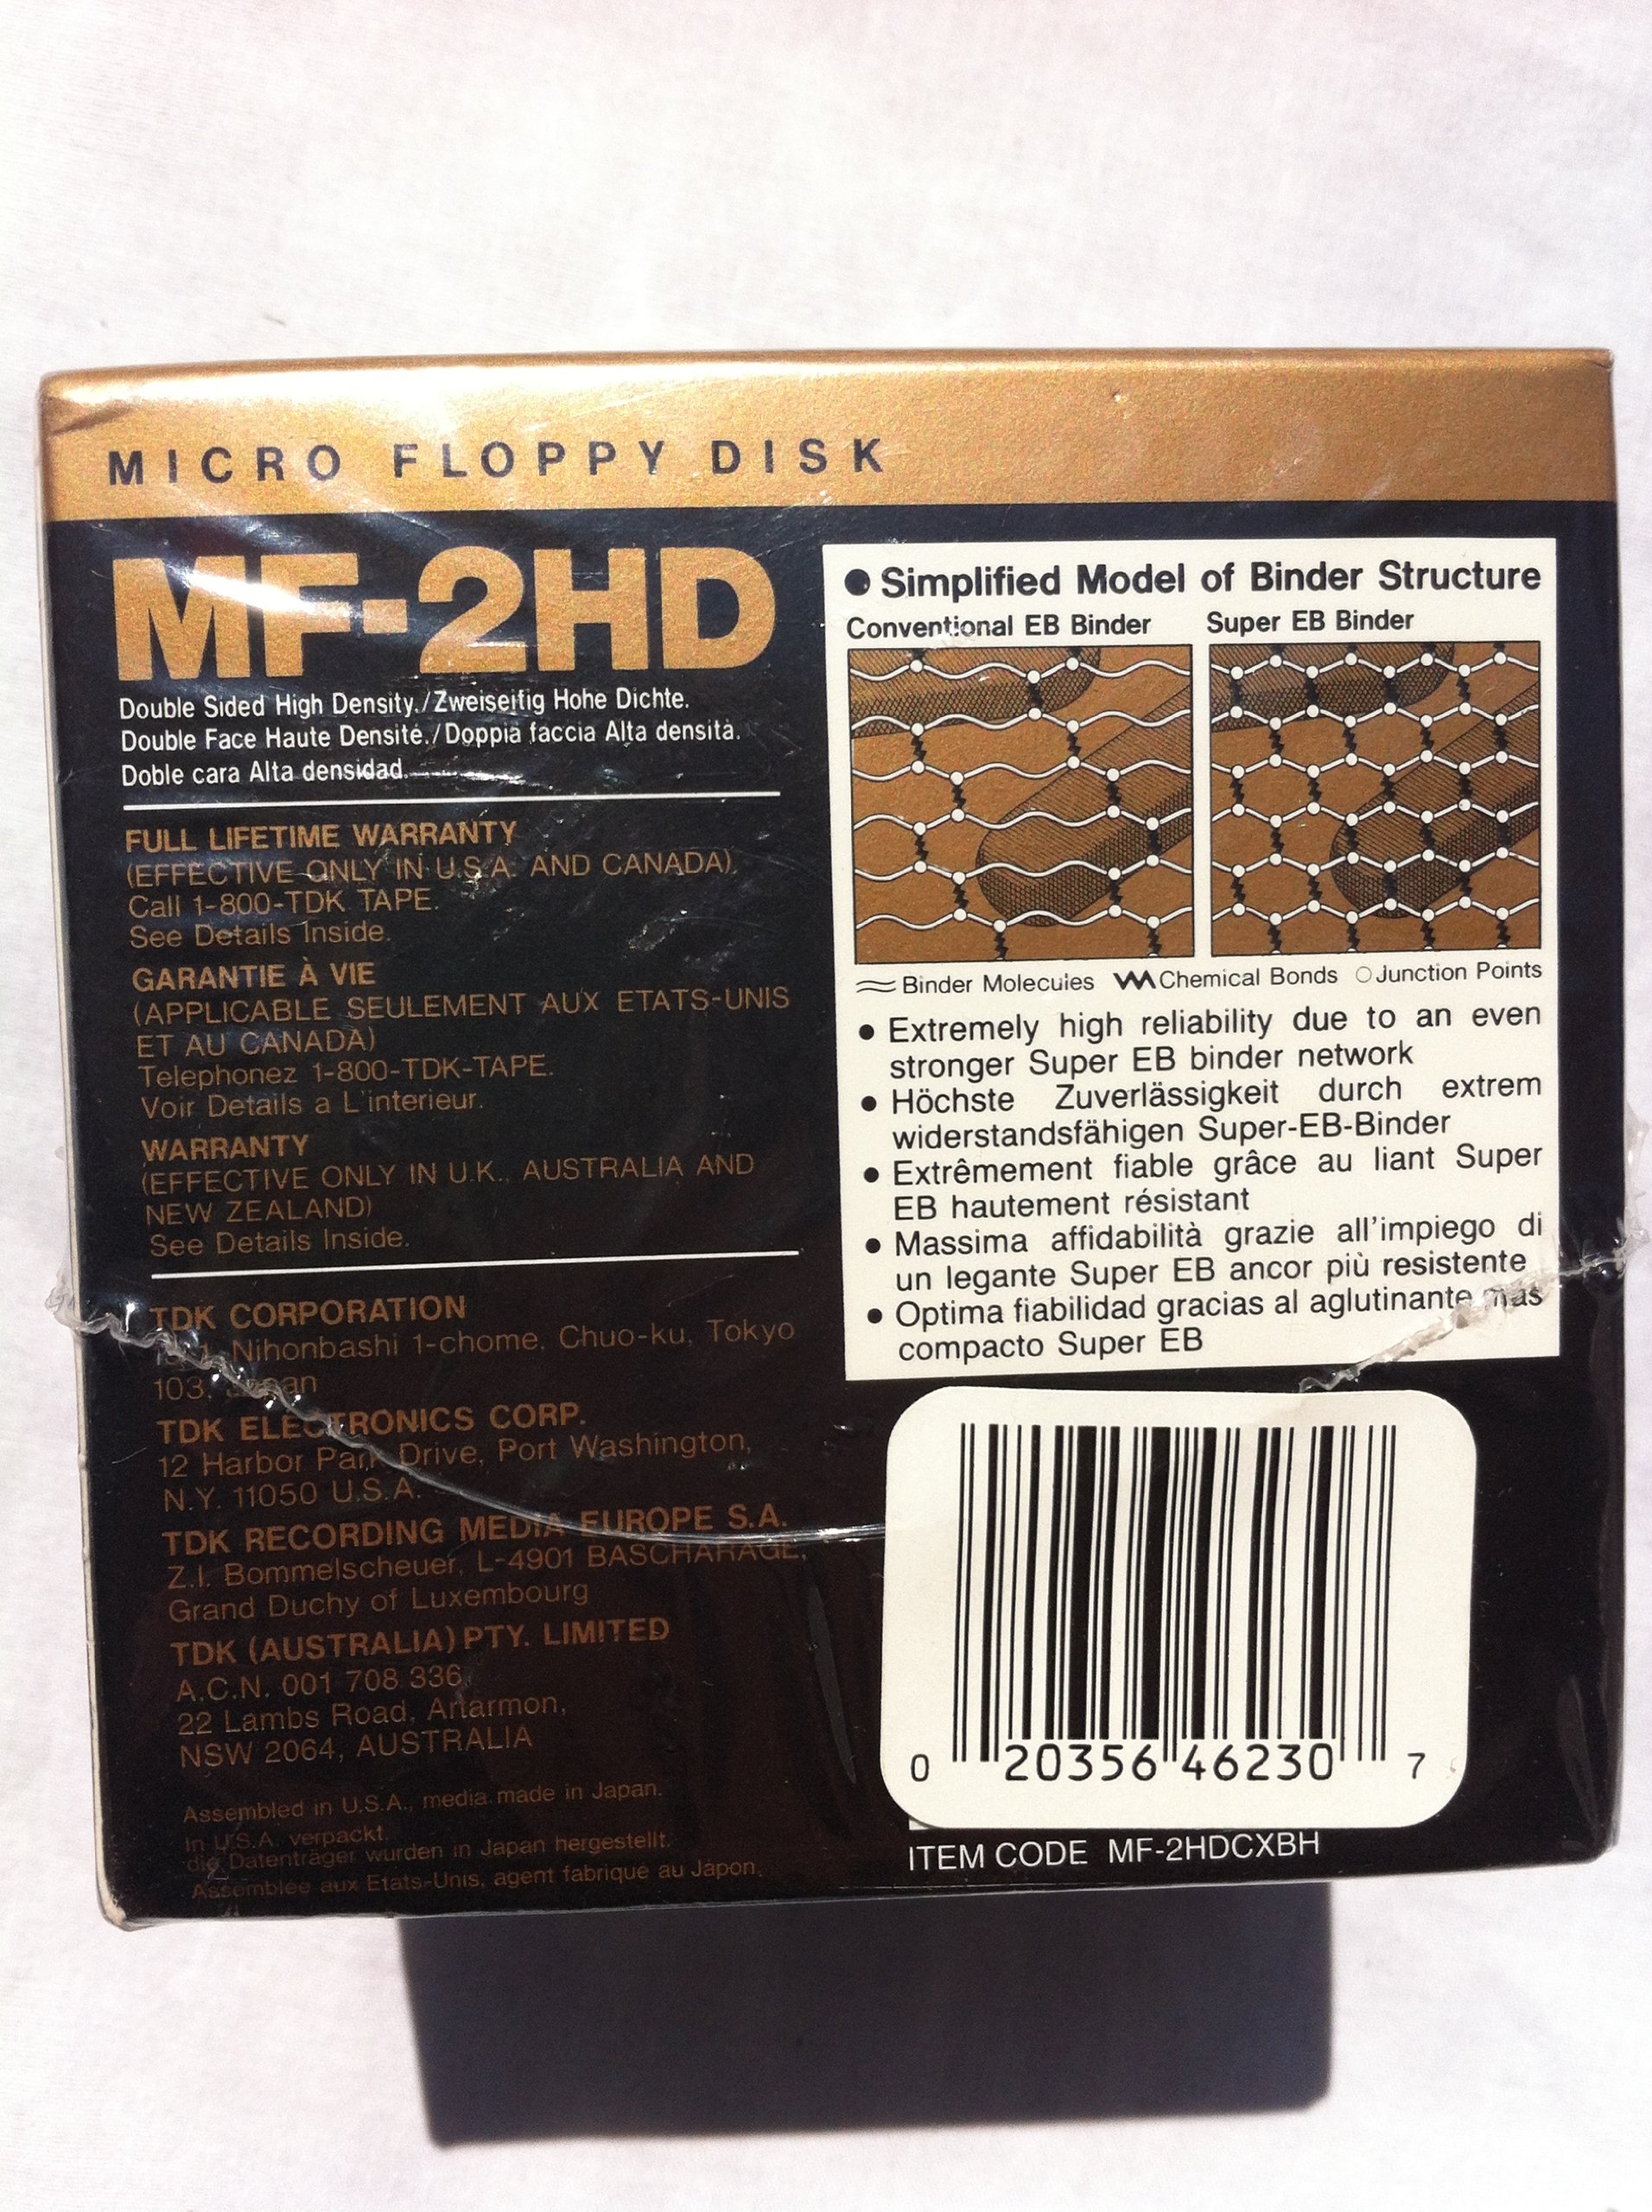 MICRO FLOPPY DISK
MF-2HD
Double Sided High Density./Zweiseitig Hohe Dichte.
Double Face Haute Densité./Doppia faccia Alta densità.
Doble cara Alta densidad.
FULL LIFETIME WARRANTY
(EFFECTIVE ONLY IN U.S.A. AND CANADA)
Call 1-800-TDK TAPE.
See Details Inside.
GARANTIE À VIE
(APPLICABLE SEULEMENT AUX ETATS-UNIS
ET AU CANADA)
Telephonez 1-800-TDK-TAPE.
Voir Details a L'interieur.
WARRANTY
(EFFECTIVE ONLY IN U.K., AUSTRALIA AND
NEW ZEALAND)
See Details Inside.
TDK CORPORATION
Nihonbashi 1-chome, Chuo-ku, Tokyo
103, Japan
TDK ELECTRONICS CORP.
12 Harbor Park Drive, Port Washington,
N.Y. 11050 U.S.A.
TDK RECORDING MEDIA EUROPE S.A.
Z.I. Bommelscheuer, L-4901 BASCHARAGE,
Grand Duchy of Luxembourg
TDK (AUSTRALIA) PTY. LIMITED
A.C.N. 001 708 336
22 Lambs Road, Artarmon,
NSW 2064, AUSTRALIA
Assembled in U.S.A., media made in Japan.
In U.S.A. verpackt.
die Datenträger wurden in Japan hergestellt.
Assemblée aux Etats-Unis, agent fabriqué au Japon.
● Simplified Model of Binder Structure
Conventional EB Binder Super EB Binder
Binder Molecules Chemical Bonds Junction Points
● Extremely high reliability due to an even
stronger Super EB binder network
● Höchste Zuverlässigkeit durch extrem
widerstandsfähigen Super-EB-Binder
● Extrêmement fiable grâce au liant Super
EB hautement résistant
● Massima affidabilità grazie all'impiego di
un legante Super EB ancor più resistente
● Optima fiabilidad gracias al aglutinante más
compacto Super EB
0 20356 46230 7
ITEM CODE MF-2HDCXBH